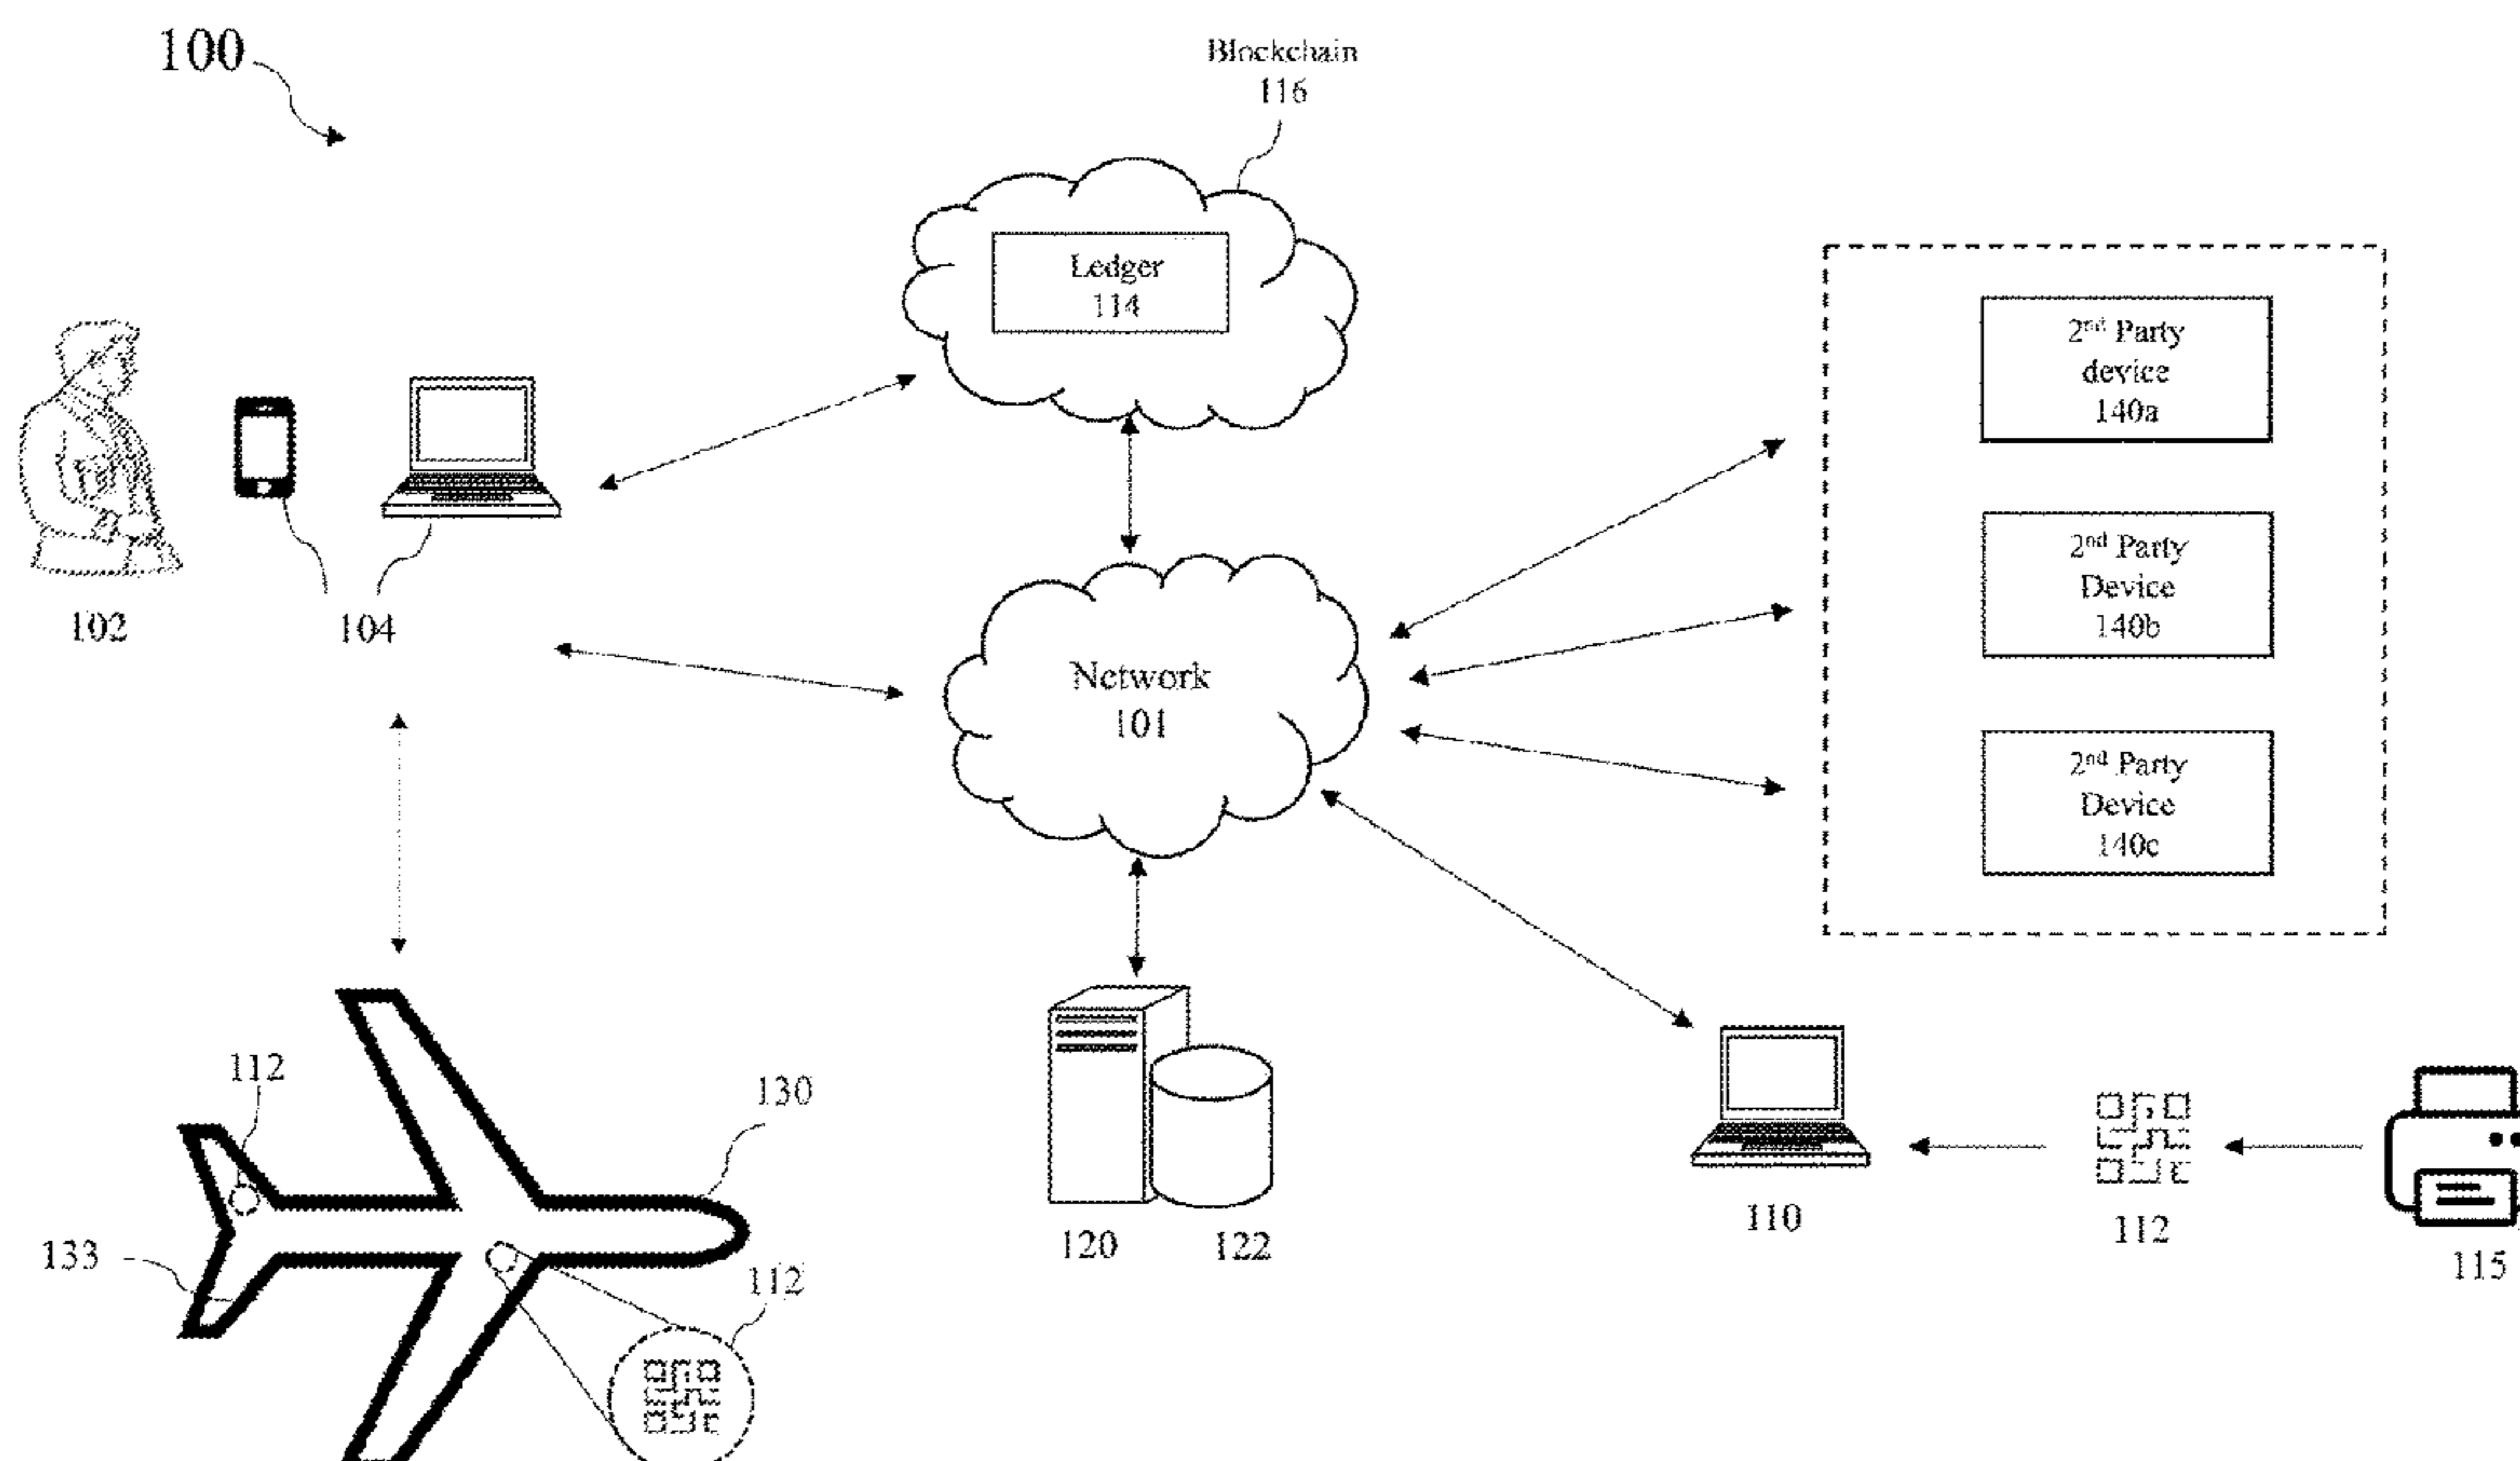 100
Blockchain
116
Ledger
114
2nd Party
device
140a
2nd Party
Device
140b
2nd Party
Device
140c
102
104
Network
101
112
130
133
112
120
122
110
112
115